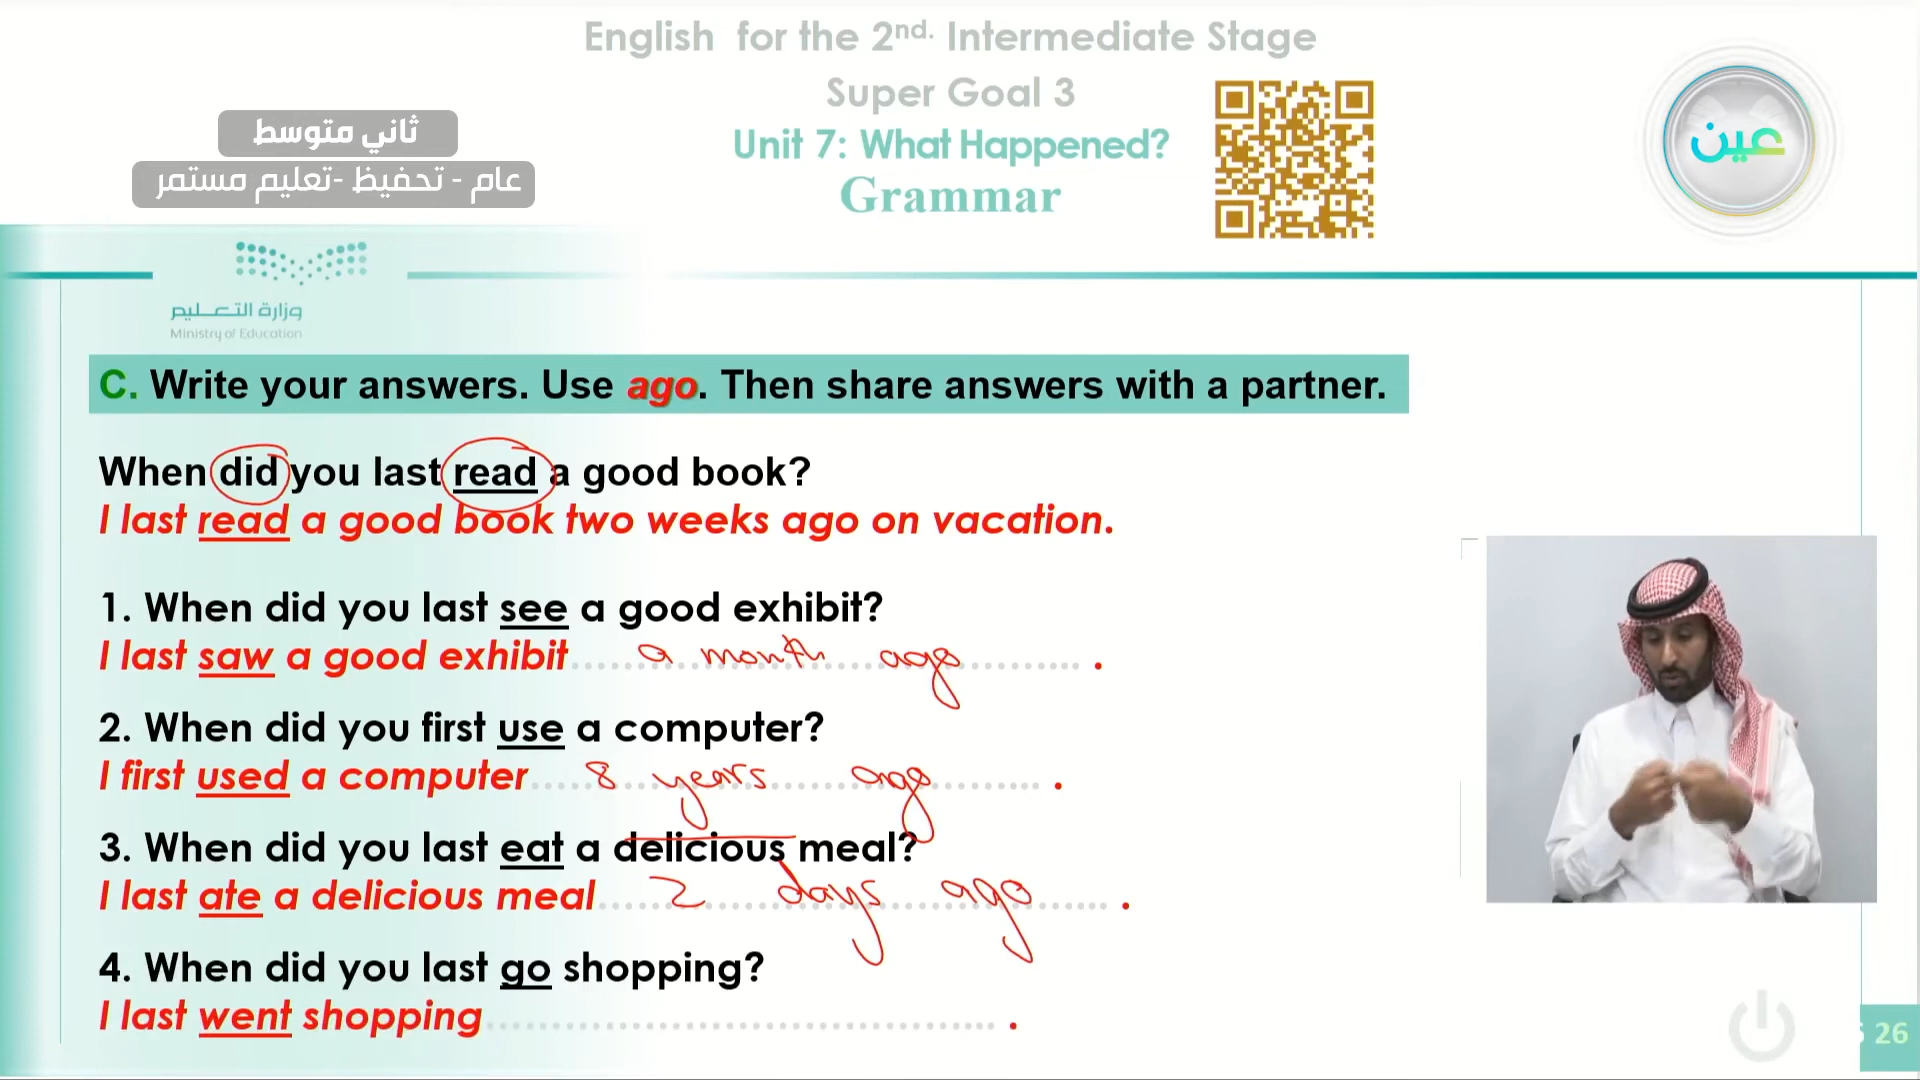 English for the 2nd. Intermediate Stage
Super Goal 3
Unit 7: What Happened?
Grammar
ثاني متوسط
عام - تحفيظ -تعليم مستمر
عين
وزارة التعليم
Ministry of Education
C. Write your answers. Use ago. Then share answers with a partner.
When did you last read a good book?
I last read a good book two weeks ago on vacation.
1. When did you last see a good exhibit?
I last saw a good exhibit........ a month ago ........ .
2. When did you first use a computer?
I first used a computer........ 8 years ago ........ .
3. When did you last eat a delicious meal?
I last ate a delicious meal........ 2 days ago ........ .
4. When did you last go shopping?
I last went shopping........................................ .
26